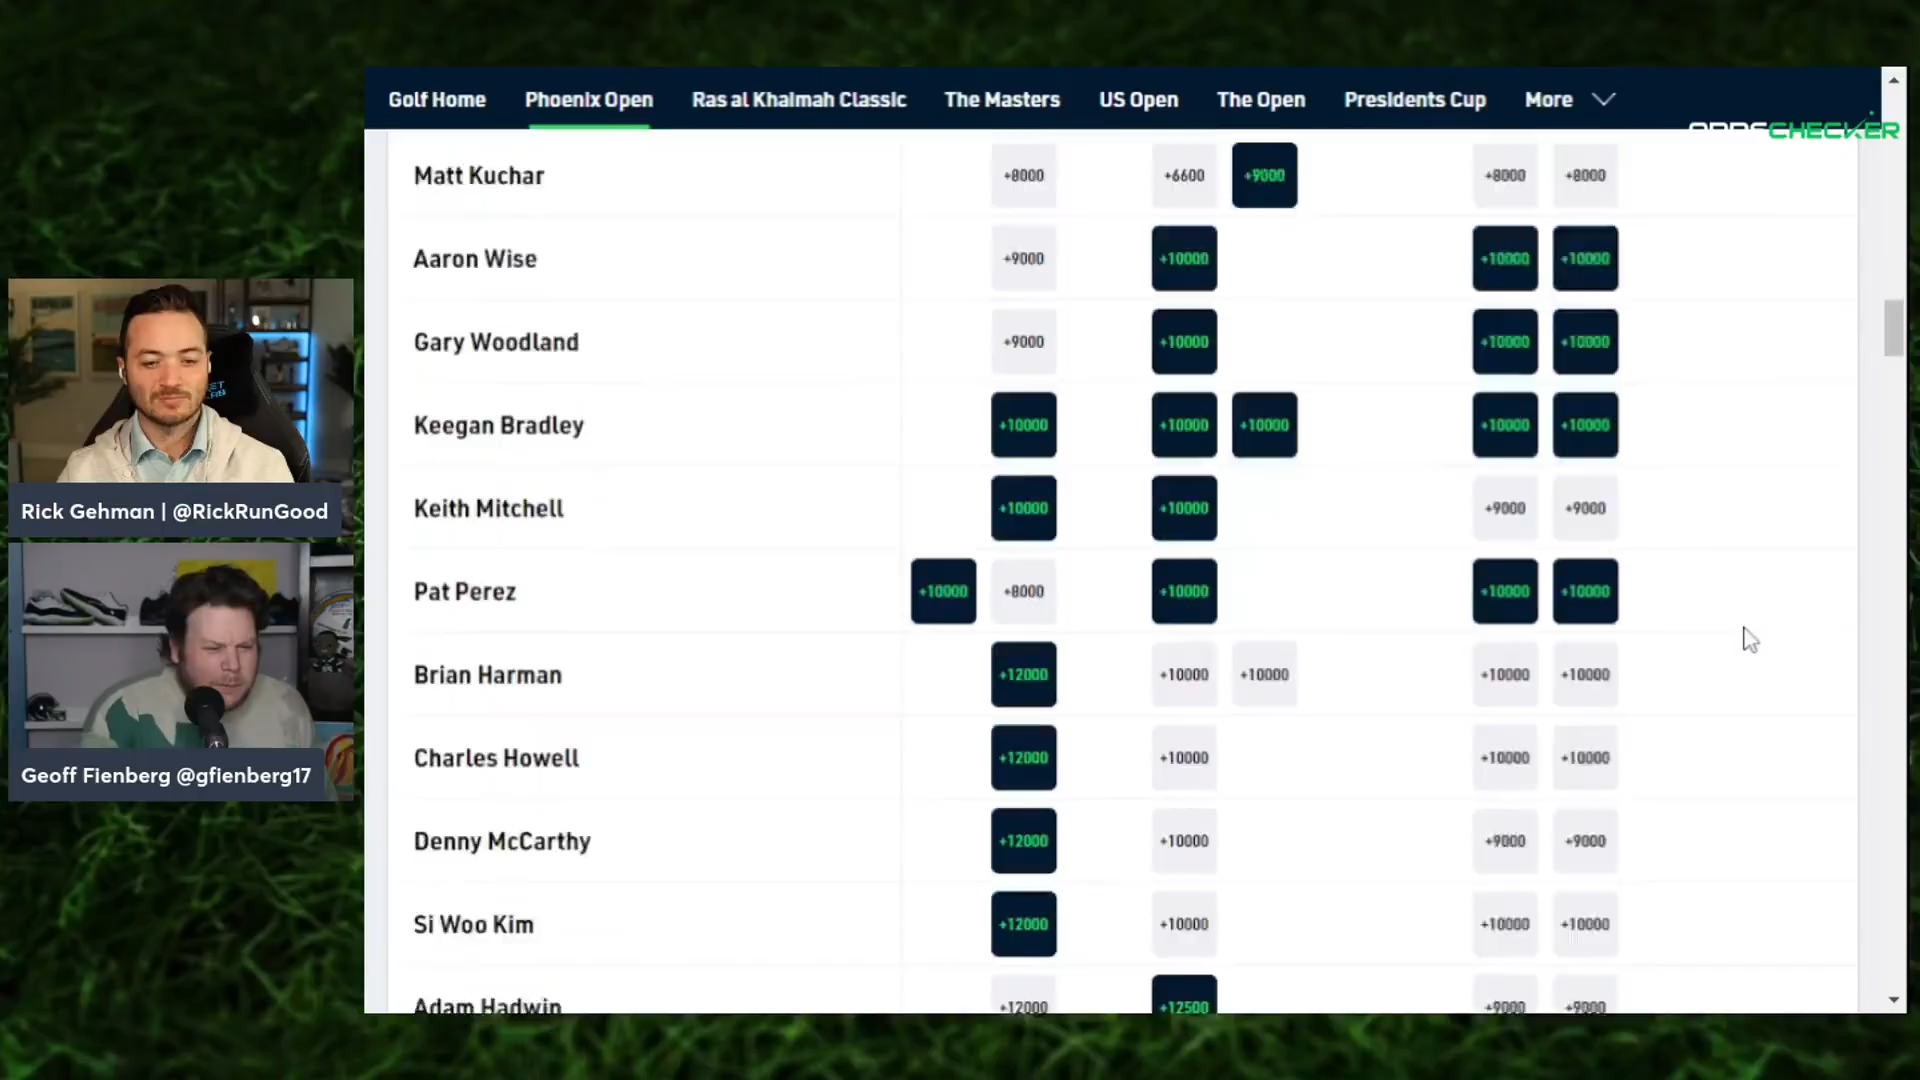 Golf Home Phoenix Open Ras al Khaimah Classic The Masters US Open The Open Presidents Cup More
ODDSCHECKER
Matt Kuchar +8000 +6600 +9000 +8000 +8000
Aaron Wise +9000 +10000 +10000 +10000
Gary Woodland +9000 +10000 +10000 +10000
Keegan Bradley +10000 +10000 +10000 +10000 +10000
Keith Mitchell +10000 +10000 +9000 +9000
Pat Perez +10000 +8000 +10000 +10000 +10000
Brian Harman +12000 +10000 +10000 +10000 +10000
Charles Howell +12000 +10000 +10000 +10000
Denny McCarthy +12000 +10000 +9000 +9000
Si Woo Kim +12000 +10000 +10000 +10000
Adam Hadwin +12000 +12500 +9000 +9000
Rick Gehman | @RickRunGood
Geoff Fienberg @gfienberg17